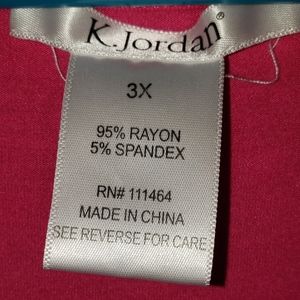 K.Jordan
3X
95% RAYON
5% SPANDEX
RN# 111464
MADE IN CHINA
SEE REVERSE FOR CARE